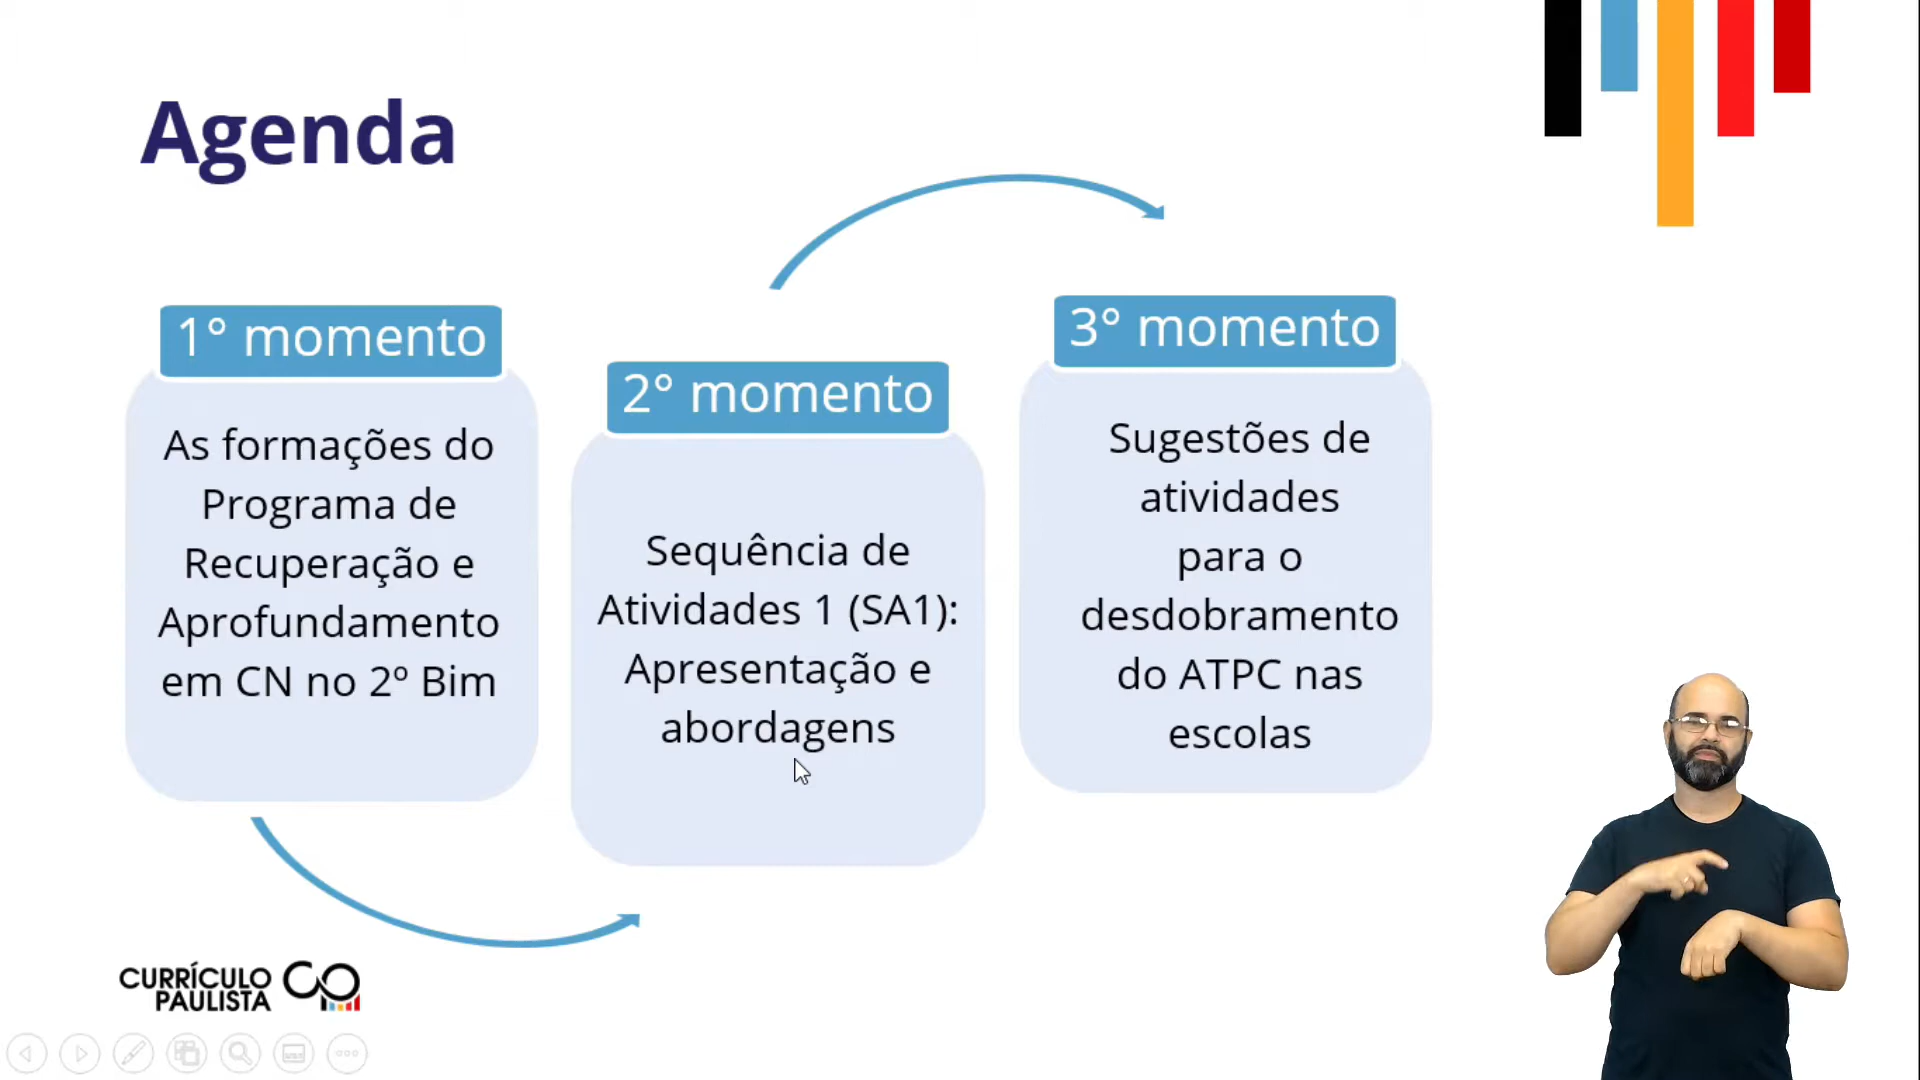 Agenda
1° momento
As formações do
Programa de
Recuperação e
Aprofundamento
em CN no 2º Bim
2° momento
Sequência de
Atividades 1 (SA1):
Apresentação e
abordagens
3° momento
Sugestões de
atividades
para o
desdobramento
do ATPC nas
escolas
CURRÍCULO
PAULISTA